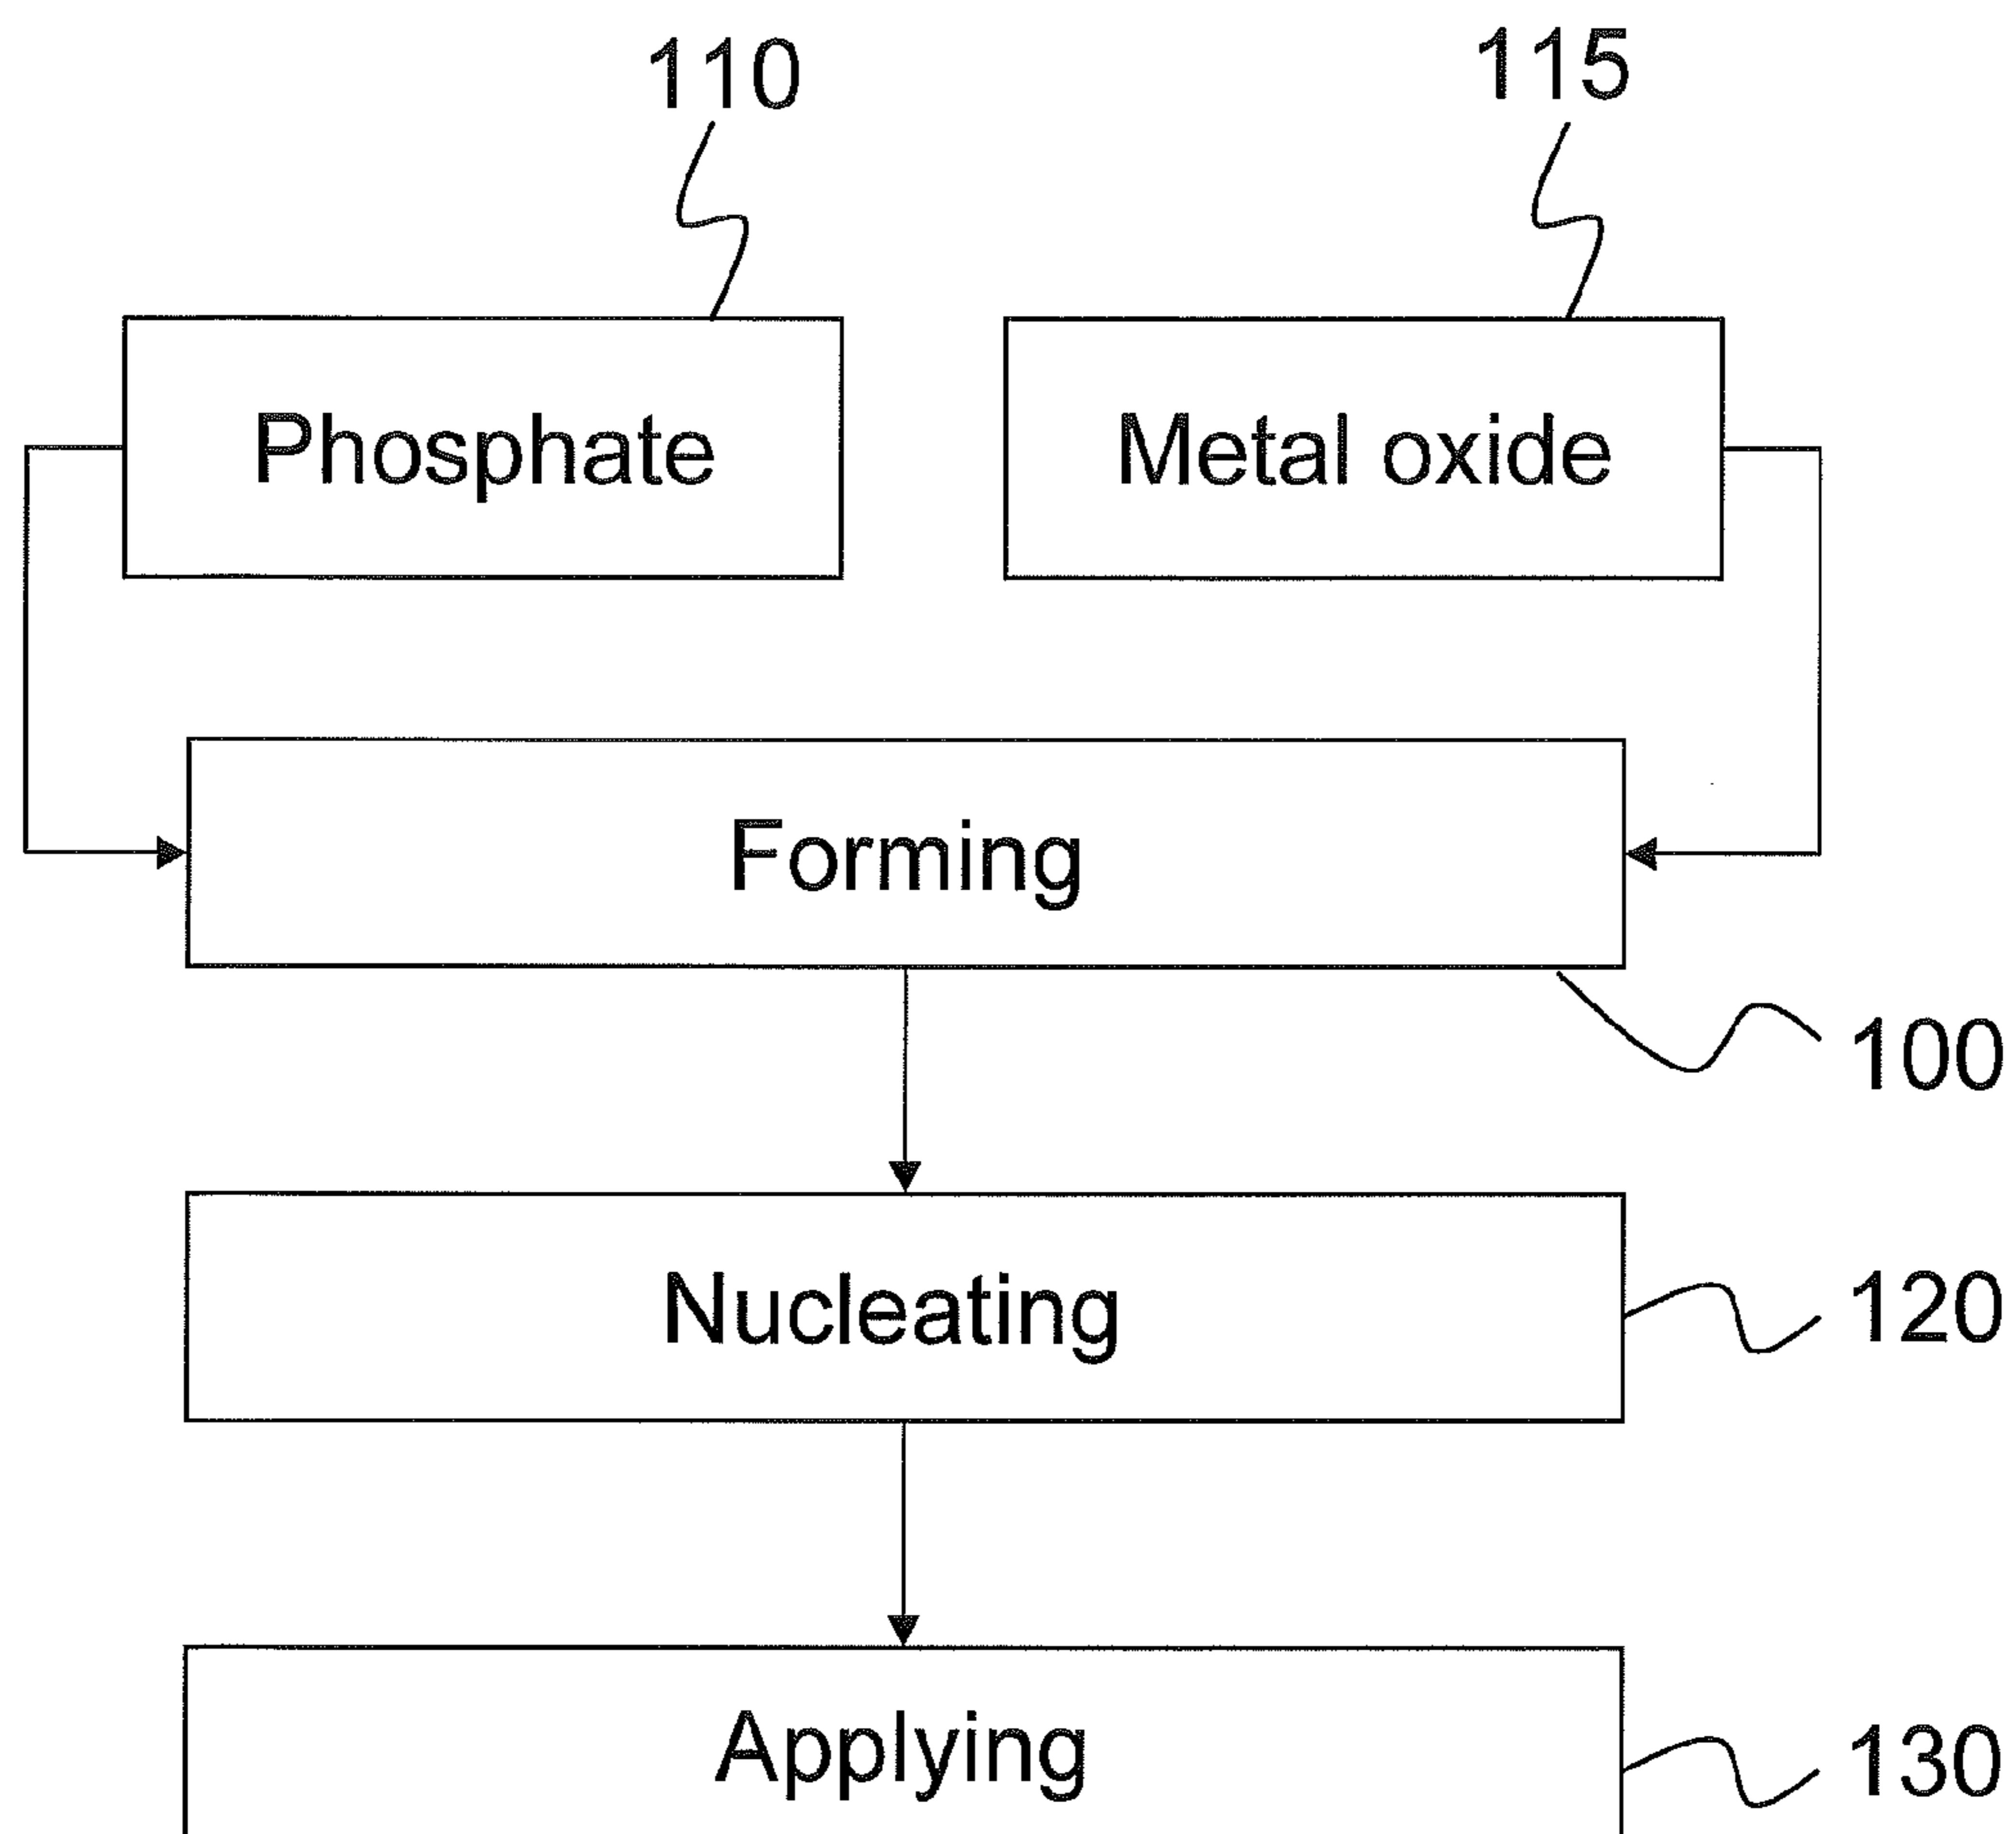 110
115
Phosphate
Metal oxide
Forming
100
Nucleating
120
Applying
130